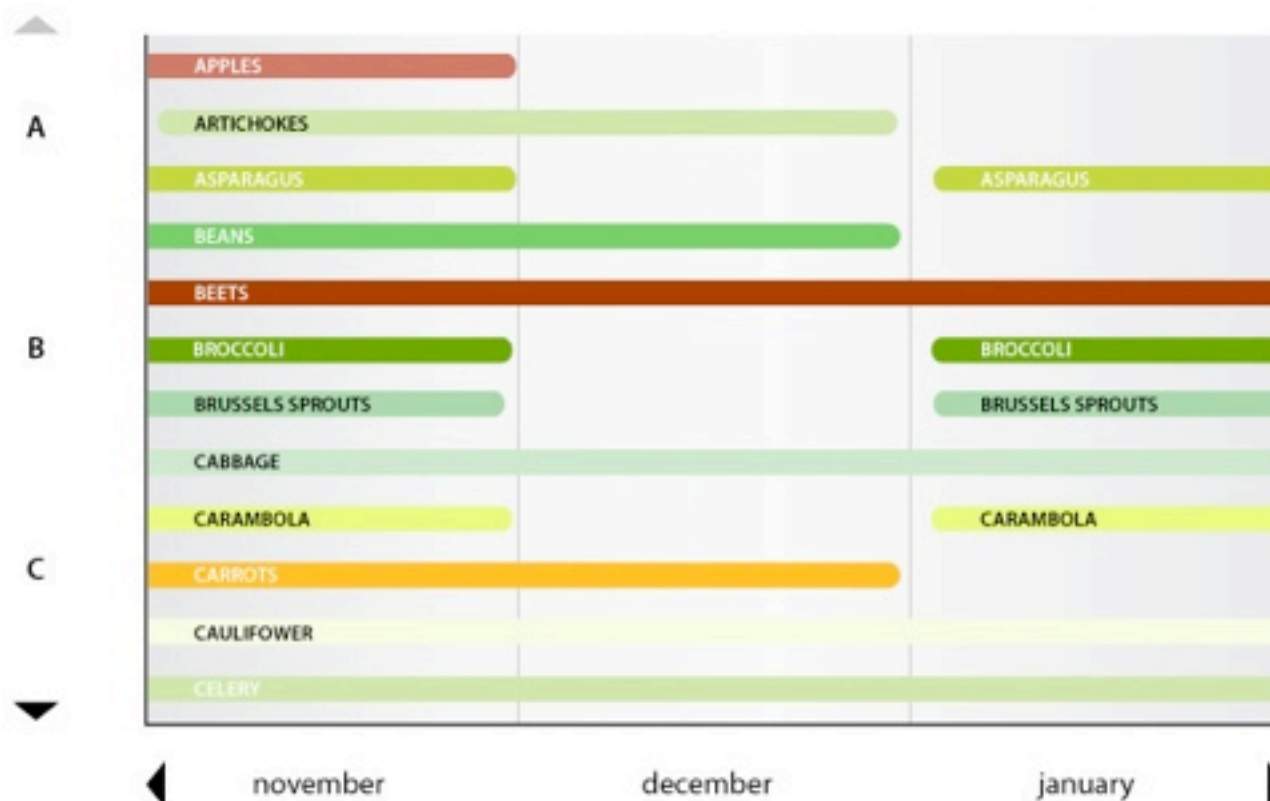 APPLES
A
ARTICHOKES
ASPARAGUS ASPARAGUS
BEANS
BEETS
B
BROCCOLI BROCCOLI
BRUSSELS SPROUTS BRUSSELS SPROUTS
CABBAGE
CARAMBOLA CARAMBOLA
C
CARROTS
CAULIFOWER
CELERY
november december january